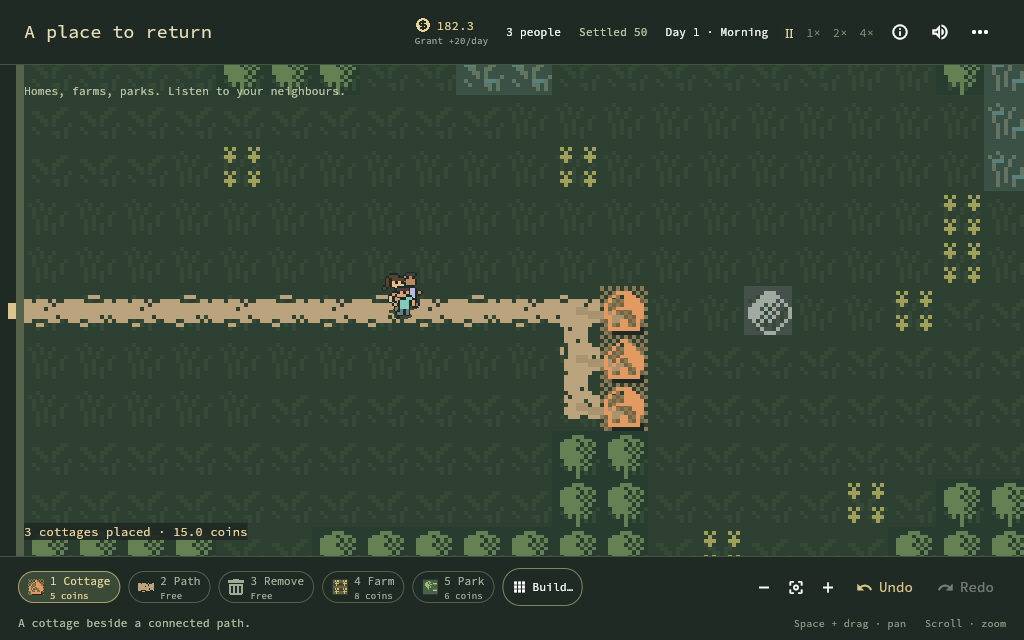 A place to return
182.3
Grant +20/day
3 people
Settled 50
Day 1 · Morning
1×
2×
4×
Homes, farms, parks. Listen to your neighbours.
3 cottages placed · 15.0 coins
1 Cottage
5 coins
2 Path
Free
3 Remove
Free
4 Farm
8 coins
5 Park
6 coins
Build…
Undo
Redo
A cottage beside a connected path.
Space + drag · pan
Scroll · zoom